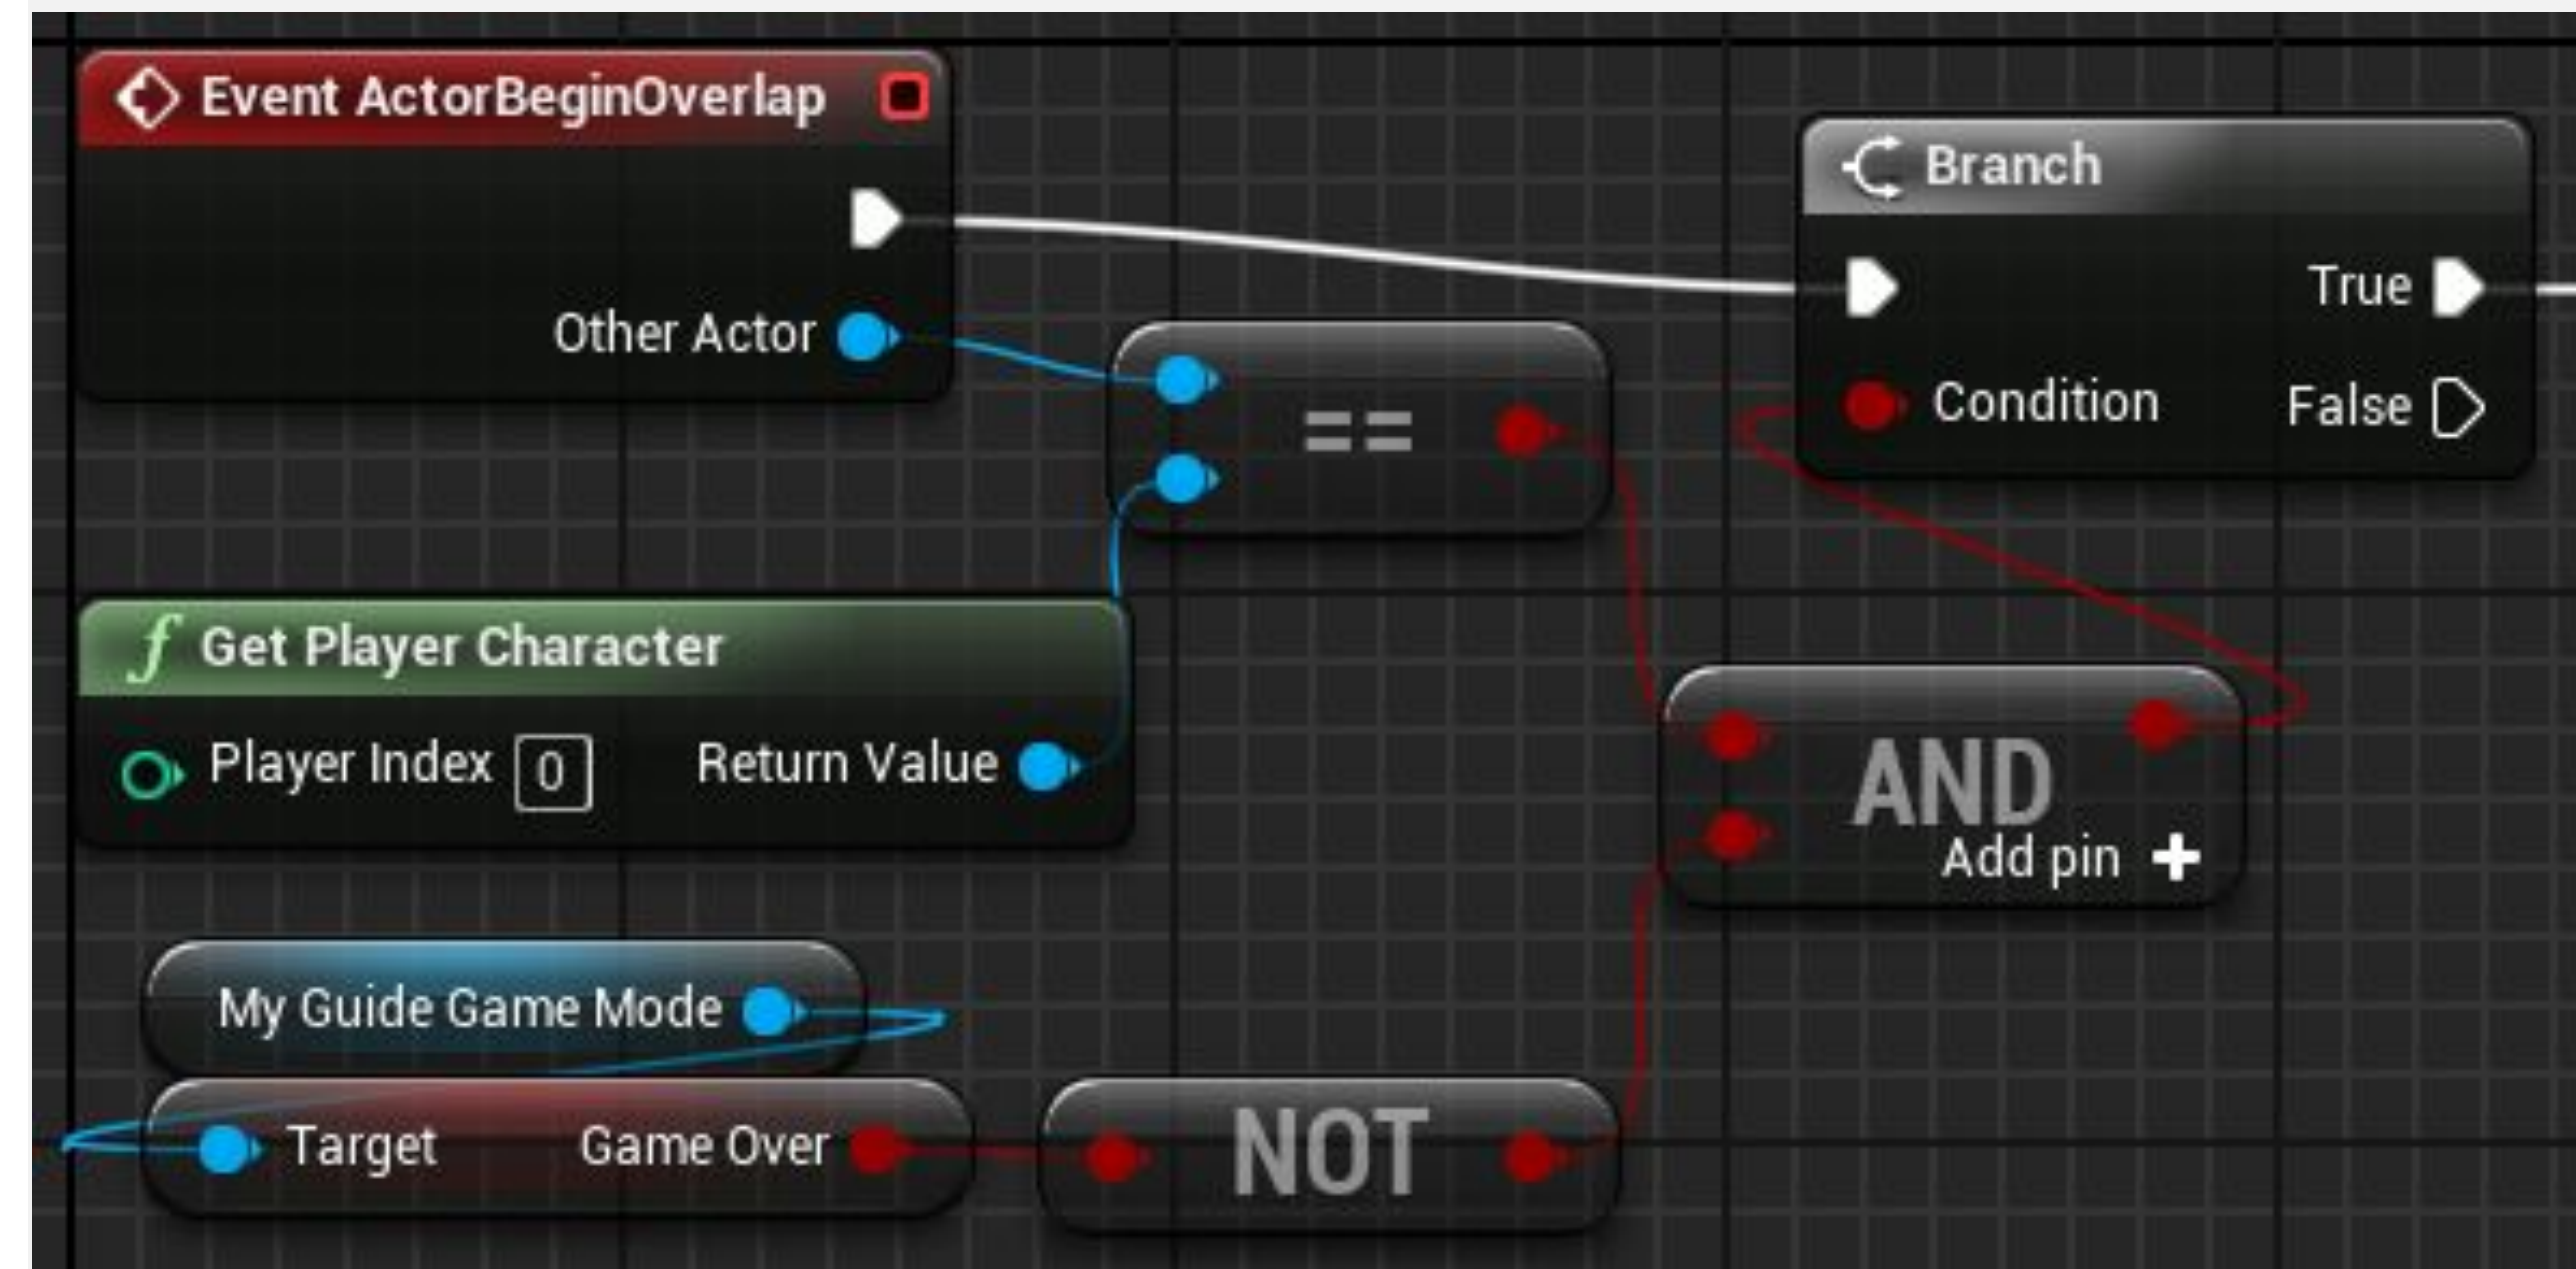 Event ActorBeginOverlap
Other Actor
==
Branch
True
Condition
False
Get Player Character
Player Index 0
Return Value
AND
Add pin +
My Guide Game Mode
Target
Game Over
NOT